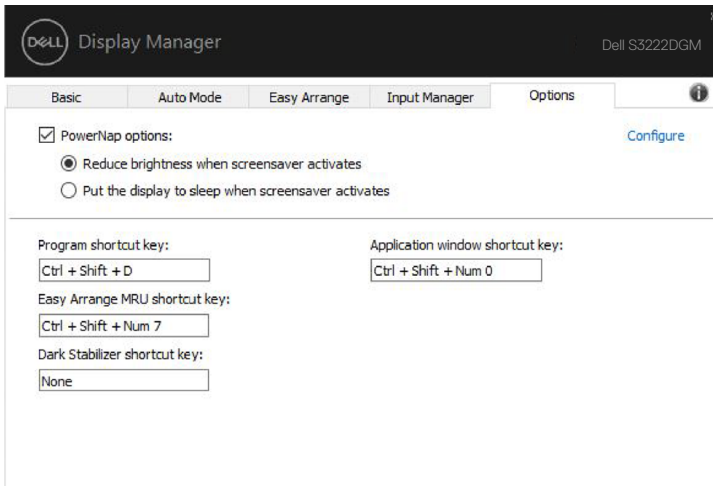 DELL Display Manager
Dell S3222DGM
Basic Auto Mode Easy Arrange Input Manager Options
PowerNap options: Configure
Reduce brightness when screensaver activates
Put the display to sleep when screensaver activates
Program shortcut key: Application window shortcut key:
Ctrl + Shift + D Ctrl + Shift + Num 0
Easy Arrange MRU shortcut key:
Ctrl + Shift + Num 7
Dark Stabilizer shortcut key:
None